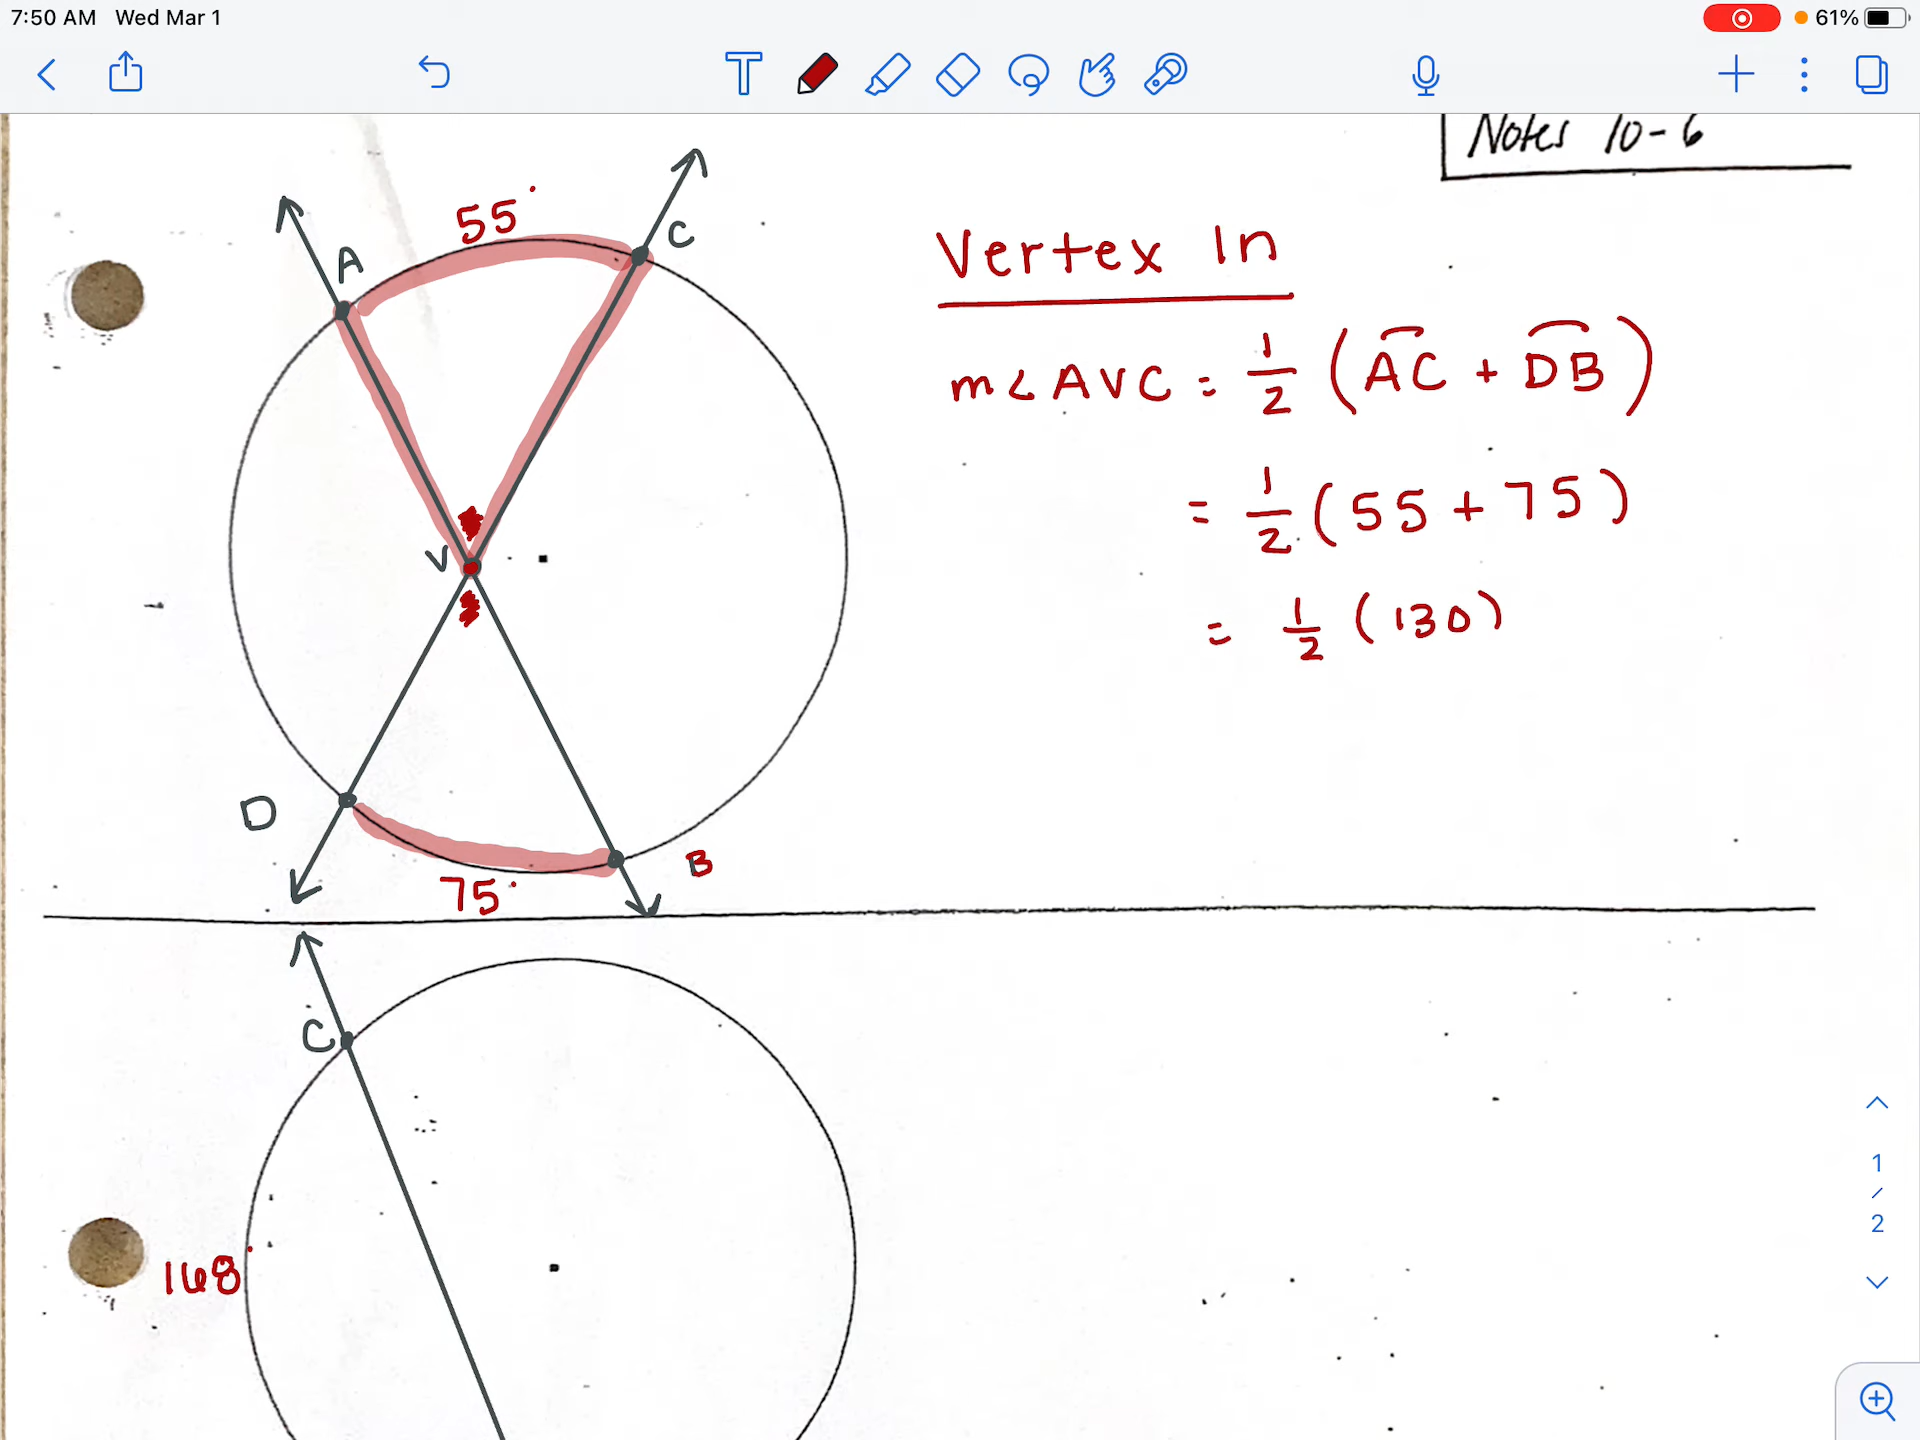 7:50 AM Wed Mar 1
61%
T
Notes 10-6
55°
C
A
Vertex In
m∠AVC = 1/2 (AC + DB)
= 1/2 (55 + 75)
V
= 1/2 (130)
D
B
75°
C
168°
1
/
2